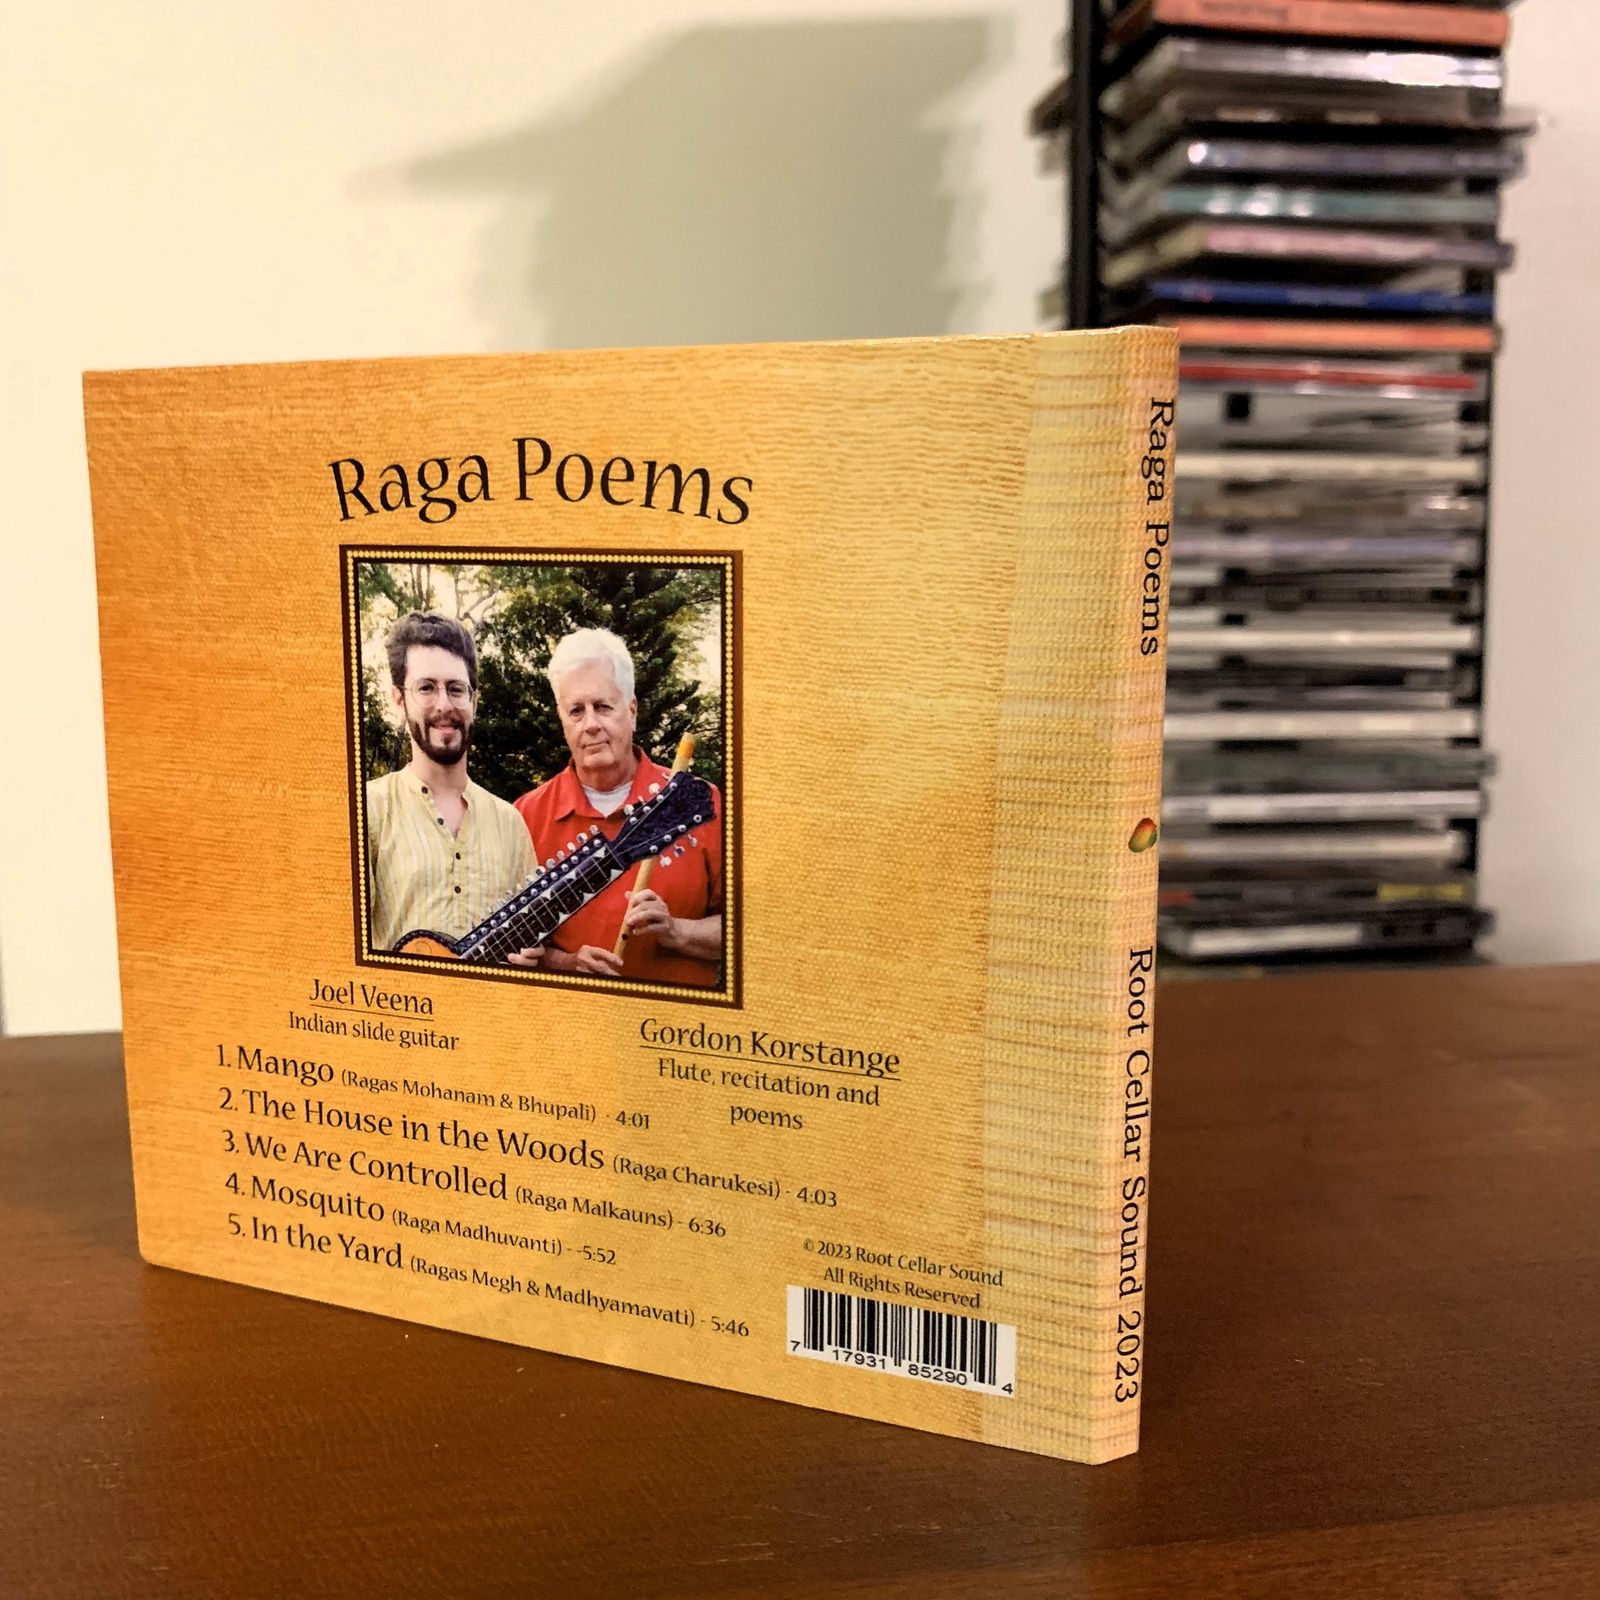 Raga Poems
Joel Veena
Indian slide guitar
Gordon Korstange
Flute, recitation and
poems
1. Mango (Ragas Mohanam & Bhupali) - 4:01
2. The House in the Woods (Raga Charukesi) - 4:03
3. We Are Controlled (Raga Malkauns) - 6:36
4. Mosquito (Raga Madhuvanti) - -5:52
5. In the Yard (Ragas Megh & Madhyamavati) - 5:46
© 2023 Root Cellar Sound
All Rights Reserved
7 17931 85290 4
Raga Poems Root Cellar Sound 2023